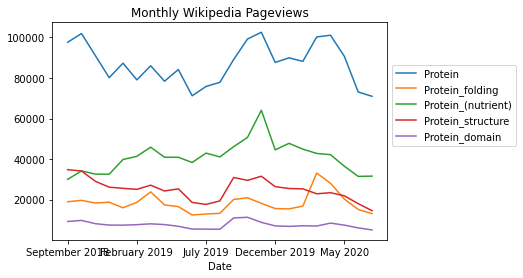 Monthly Wikipedia Pageviews
100000
80000
60000
40000
20000
September 2018 February 2019 July 2019 December 2019 May 2020
Date
Protein
Protein_folding
Protein_(nutrient)
Protein_structure
Protein_domain